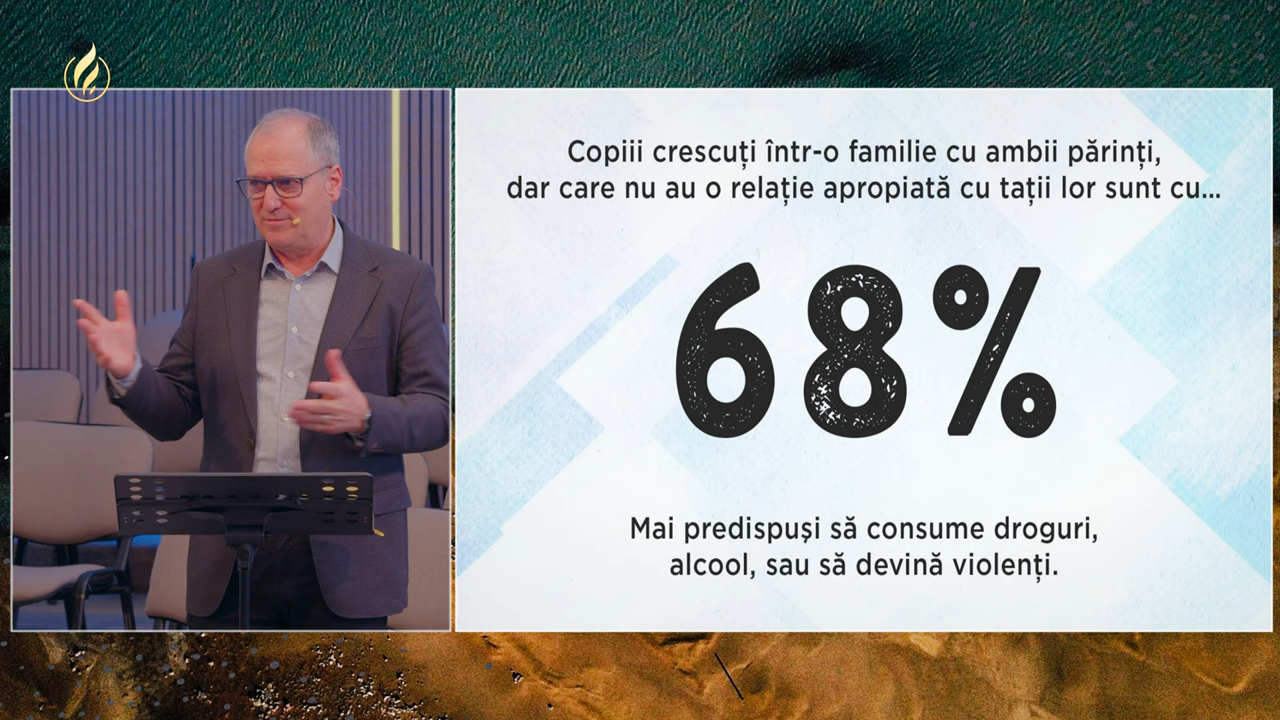 Copiii crescuți într-o familie cu ambii părinți,
dar care nu au o relație apropiată cu tații lor sunt cu...
68%
Mai predispuși să consume droguri,
alcool, sau să devină violenți.